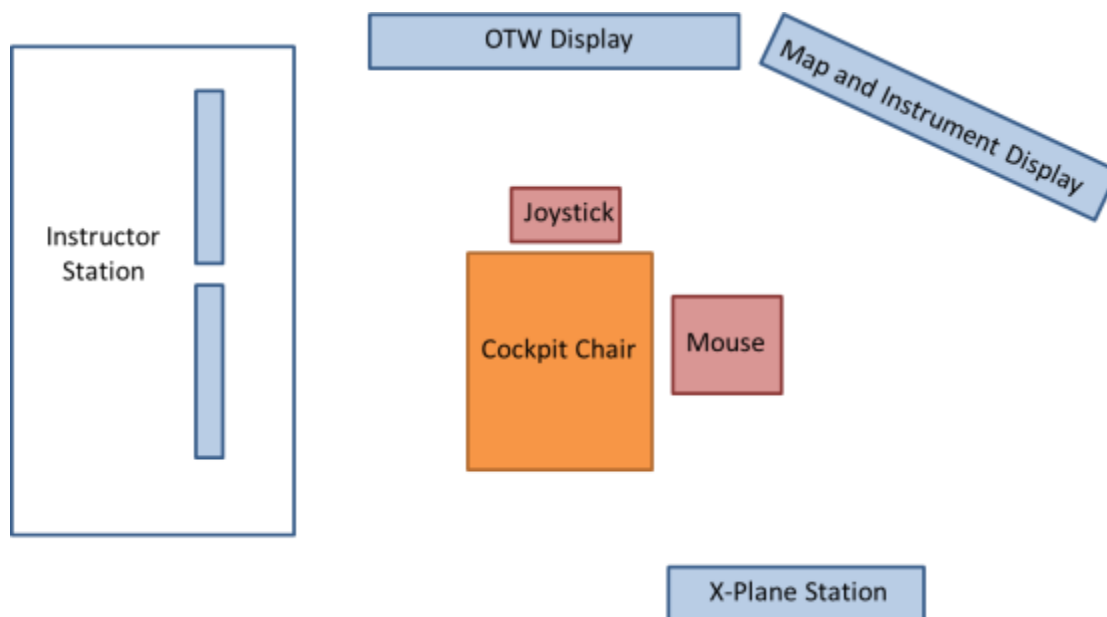 OTW Display
Map and Instrument Display
Joystick
Instructor
Station
Cockpit Chair
Mouse
X-Plane Station